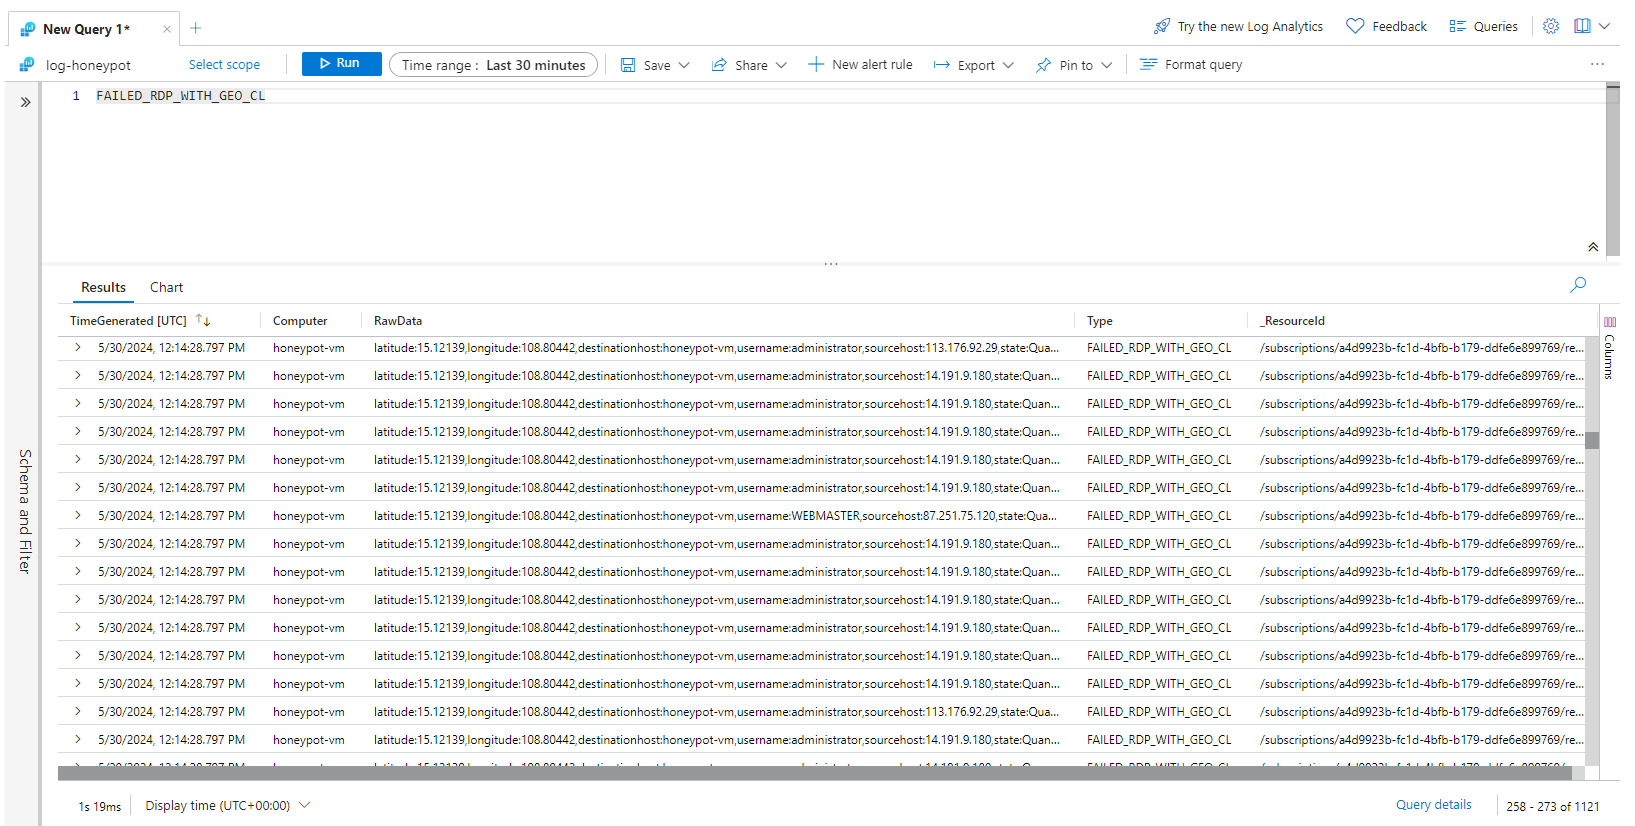 New Query 1*
Try the new Log Analytics Feedback Queries
log-honeypot Select scope Run Time range : Last 30 minutes Save Share New alert rule Export Pin to Format query
1 FAILED_RDP_WITH_GEO_CL
Schema and Filter
Results Chart
TimeGenerated [UTC] Computer RawData Type _ResourceId
Columns
5/30/2024, 12:14:28.797 PM honeypot-vm latitude:15.12139,longitude:108.80442,destinationhost:honeypot-vm,username:administrator,sourcehost:113.176.92.29,state:Qua... FAILED_RDP_WITH_GEO_CL /subscriptions/a4d9923b-fc1d-4bfb-b179-ddfe6e899769/re...
5/30/2024, 12:14:28.797 PM honeypot-vm latitude:15.12139,longitude:108.80442,destinationhost:honeypot-vm,username:administrator,sourcehost:14.191.9.180,state:Quan... FAILED_RDP_WITH_GEO_CL /subscriptions/a4d9923b-fc1d-4bfb-b179-ddfe6e899769/re...
5/30/2024, 12:14:28.797 PM honeypot-vm latitude:15.12139,longitude:108.80442,destinationhost:honeypot-vm,username:administrator,sourcehost:14.191.9.180,state:Quan... FAILED_RDP_WITH_GEO_CL /subscriptions/a4d9923b-fc1d-4bfb-b179-ddfe6e899769/re...
5/30/2024, 12:14:28.797 PM honeypot-vm latitude:15.12139,longitude:108.80442,destinationhost:honeypot-vm,username:administrator,sourcehost:14.191.9.180,state:Quan... FAILED_RDP_WITH_GEO_CL /subscriptions/a4d9923b-fc1d-4bfb-b179-ddfe6e899769/re...
5/30/2024, 12:14:28.797 PM honeypot-vm latitude:15.12139,longitude:108.80442,destinationhost:honeypot-vm,username:administrator,sourcehost:14.191.9.180,state:Quan... FAILED_RDP_WITH_GEO_CL /subscriptions/a4d9923b-fc1d-4bfb-b179-ddfe6e899769/re...
5/30/2024, 12:14:28.797 PM honeypot-vm latitude:15.12139,longitude:108.80442,destinationhost:honeypot-vm,username:administrator,sourcehost:14.191.9.180,state:Quan... FAILED_RDP_WITH_GEO_CL /subscriptions/a4d9923b-fc1d-4bfb-b179-ddfe6e899769/re...
5/30/2024, 12:14:28.797 PM honeypot-vm latitude:15.12139,longitude:108.80442,destinationhost:honeypot-vm,username:WEBMASTER,sourcehost:87.251.75.120,state:Qua... FAILED_RDP_WITH_GEO_CL /subscriptions/a4d9923b-fc1d-4bfb-b179-ddfe6e899769/re...
5/30/2024, 12:14:28.797 PM honeypot-vm latitude:15.12139,longitude:108.80442,destinationhost:honeypot-vm,username:administrator,sourcehost:14.191.9.180,state:Quan... FAILED_RDP_WITH_GEO_CL /subscriptions/a4d9923b-fc1d-4bfb-b179-ddfe6e899769/re...
5/30/2024, 12:14:28.797 PM honeypot-vm latitude:15.12139,longitude:108.80442,destinationhost:honeypot-vm,username:administrator,sourcehost:14.191.9.180,state:Quan... FAILED_RDP_WITH_GEO_CL /subscriptions/a4d9923b-fc1d-4bfb-b179-ddfe6e899769/re...
5/30/2024, 12:14:28.797 PM honeypot-vm latitude:15.12139,longitude:108.80442,destinationhost:honeypot-vm,username:administrator,sourcehost:14.191.9.180,state:Quan... FAILED_RDP_WITH_GEO_CL /subscriptions/a4d9923b-fc1d-4bfb-b179-ddfe6e899769/re...
5/30/2024, 12:14:28.797 PM honeypot-vm latitude:15.12139,longitude:108.80442,destinationhost:honeypot-vm,username:administrator,sourcehost:14.191.9.180,state:Quan... FAILED_RDP_WITH_GEO_CL /subscriptions/a4d9923b-fc1d-4bfb-b179-ddfe6e899769/re...
5/30/2024, 12:14:28.797 PM honeypot-vm latitude:15.12139,longitude:108.80442,destinationhost:honeypot-vm,username:administrator,sourcehost:14.191.9.180,state:Quan... FAILED_RDP_WITH_GEO_CL /subscriptions/a4d9923b-fc1d-4bfb-b179-ddfe6e899769/re...
5/30/2024, 12:14:28.797 PM honeypot-vm latitude:15.12139,longitude:108.80442,destinationhost:honeypot-vm,username:administrator,sourcehost:14.191.9.180,state:Quan... FAILED_RDP_WITH_GEO_CL /subscriptions/a4d9923b-fc1d-4bfb-b179-ddfe6e899769/re...
5/30/2024, 12:14:28.797 PM honeypot-vm latitude:15.12139,longitude:108.80442,destinationhost:honeypot-vm,username:administrator,sourcehost:113.176.92.29,state:Qua... FAILED_RDP_WITH_GEO_CL /subscriptions/a4d9923b-fc1d-4bfb-b179-ddfe6e899769/re...
5/30/2024, 12:14:28.797 PM honeypot-vm latitude:15.12139,longitude:108.80442,destinationhost:honeypot-vm,username:administrator,sourcehost:14.191.9.180,state:Quan... FAILED_RDP_WITH_GEO_CL /subscriptions/a4d9923b-fc1d-4bfb-b179-ddfe6e899769/re...
1s 19ms Display time (UTC+00:00) Query details 258 - 273 of 1121